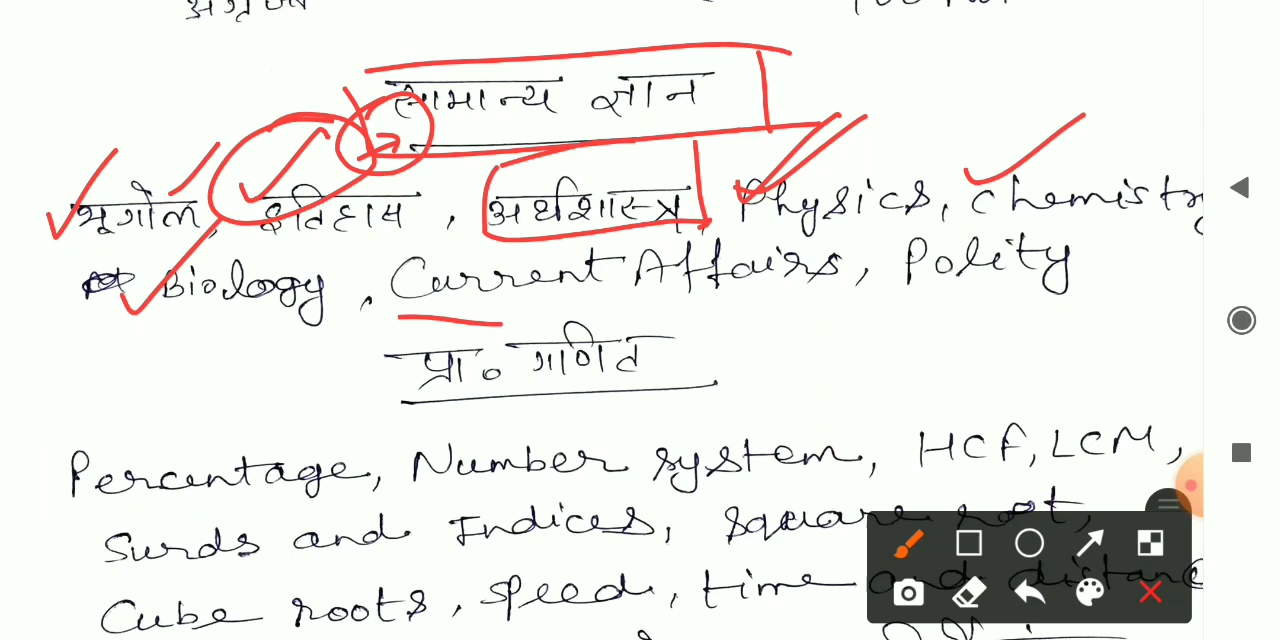 सामान्य ज्ञान
भूगोल, इतिहास, अर्थशास्त्र, Physics, Chemistry
Biology, Current Affairs, Polity
प्रा० गणित
Percentage, Number system, HCF, LCM,
Surds and Indices, Square root,
Cube roots, Speed, time and distance